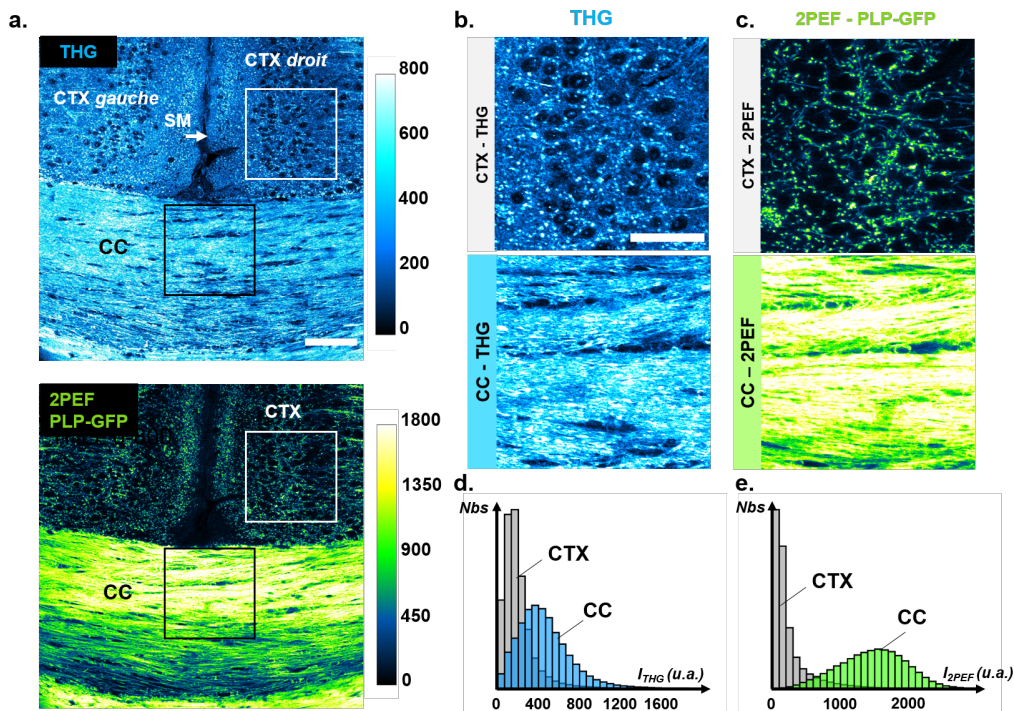 a.
THG
CTX gauche
CTX droit
SM
CC
800
600
400
200
0
2PEF
PLP-GFP
CTX
CC
1800
1350
900
450
0
b.
THG
CTX - THG
CC - THG
c.
2PEF - PLP-GFP
CTX – 2PEF
CC – 2PEF
d.
Nbs
CTX
CC
I THG (u.a.)
0 400 800 1200 1600
e.
Nbs
CTX
CC
I 2PEF (u.a.)
0 1000 2000